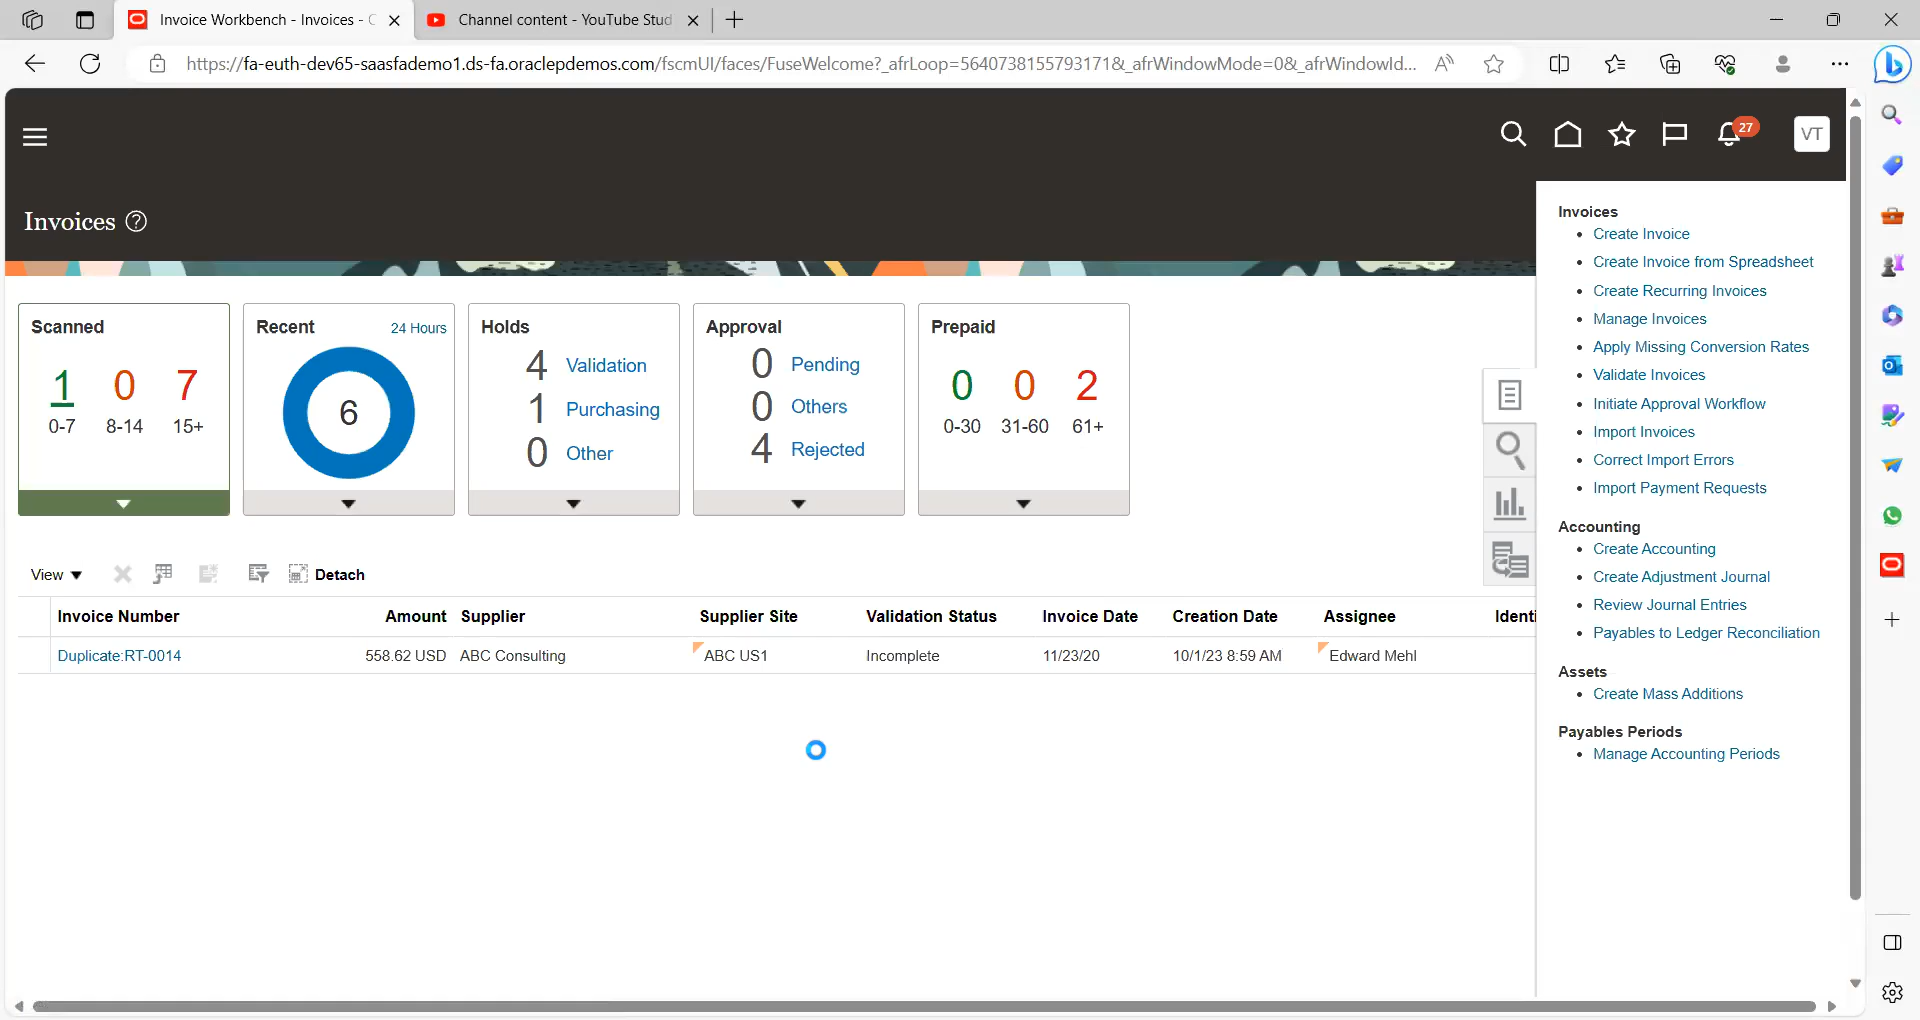 Invoice Workbench - Invoices - C
Channel content - YouTube Stud
https://fa-euth-dev65-saasfademo1.ds-fa.oraclepdemos.com/fscmUI/faces/FuseWelcome?_afrLoop=5640738155793171&_afrWindowMode=0&_afrWindowId...
27
VT
Invoices
Scanned
1 0 7
0-7 8-14 15+
Recent 24 Hours
6
Holds
4 Validation
1 Purchasing
0 Other
Approval
0 Pending
0 Others
4 Rejected
Prepaid
0 0 2
0-30 31-60 61+
View Detach
Invoice Number Amount Supplier Supplier Site Validation Status Invoice Date Creation Date Assignee Identi
Duplicate:RT-0014 558.62 USD ABC Consulting ABC US1 Incomplete 11/23/20 10/1/23 8:59 AM Edward Mehl
Invoices
Create Invoice
Create Invoice from Spreadsheet
Create Recurring Invoices
Manage Invoices
Apply Missing Conversion Rates
Validate Invoices
Initiate Approval Workflow
Import Invoices
Correct Import Errors
Import Payment Requests
Accounting
Create Accounting
Create Adjustment Journal
Review Journal Entries
Payables to Ledger Reconciliation
Assets
Create Mass Additions
Payables Periods
Manage Accounting Periods